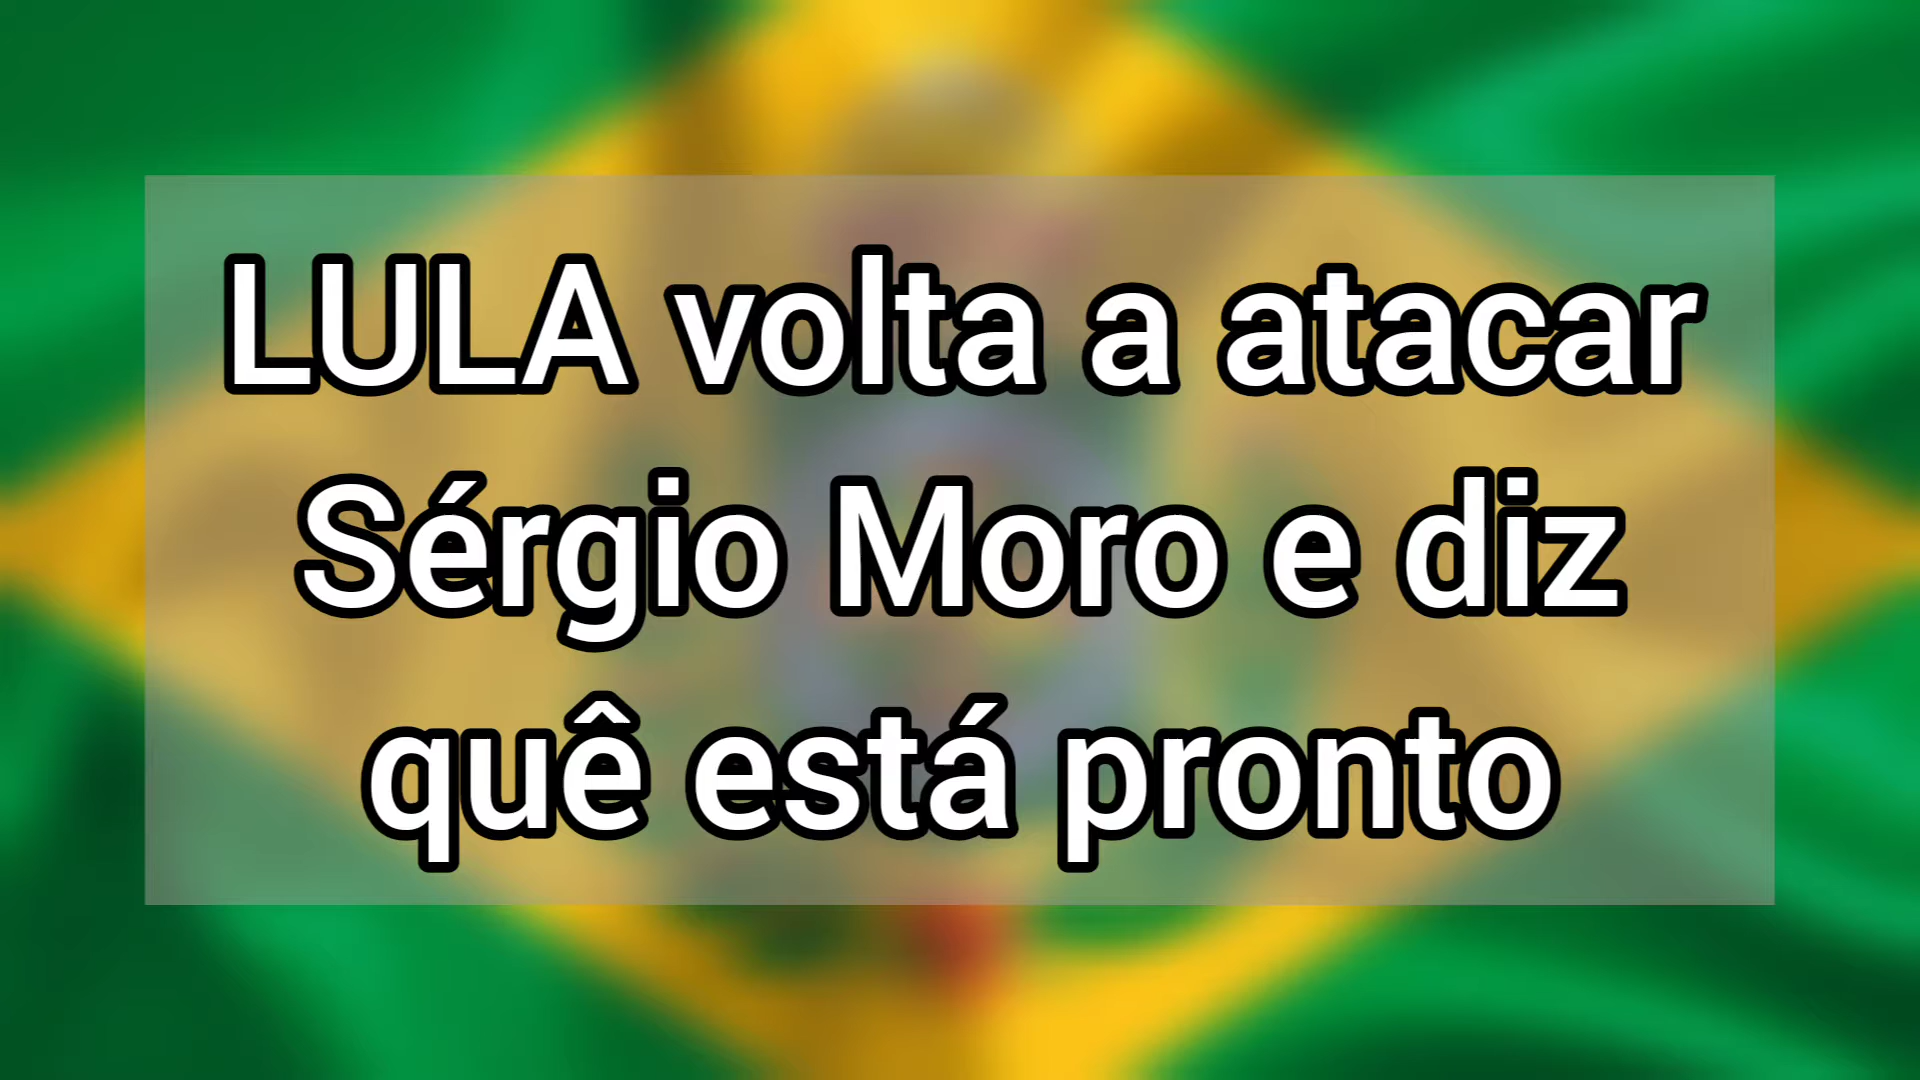 LULA volta a atacar
Sérgio Moro e diz
quê está pronto